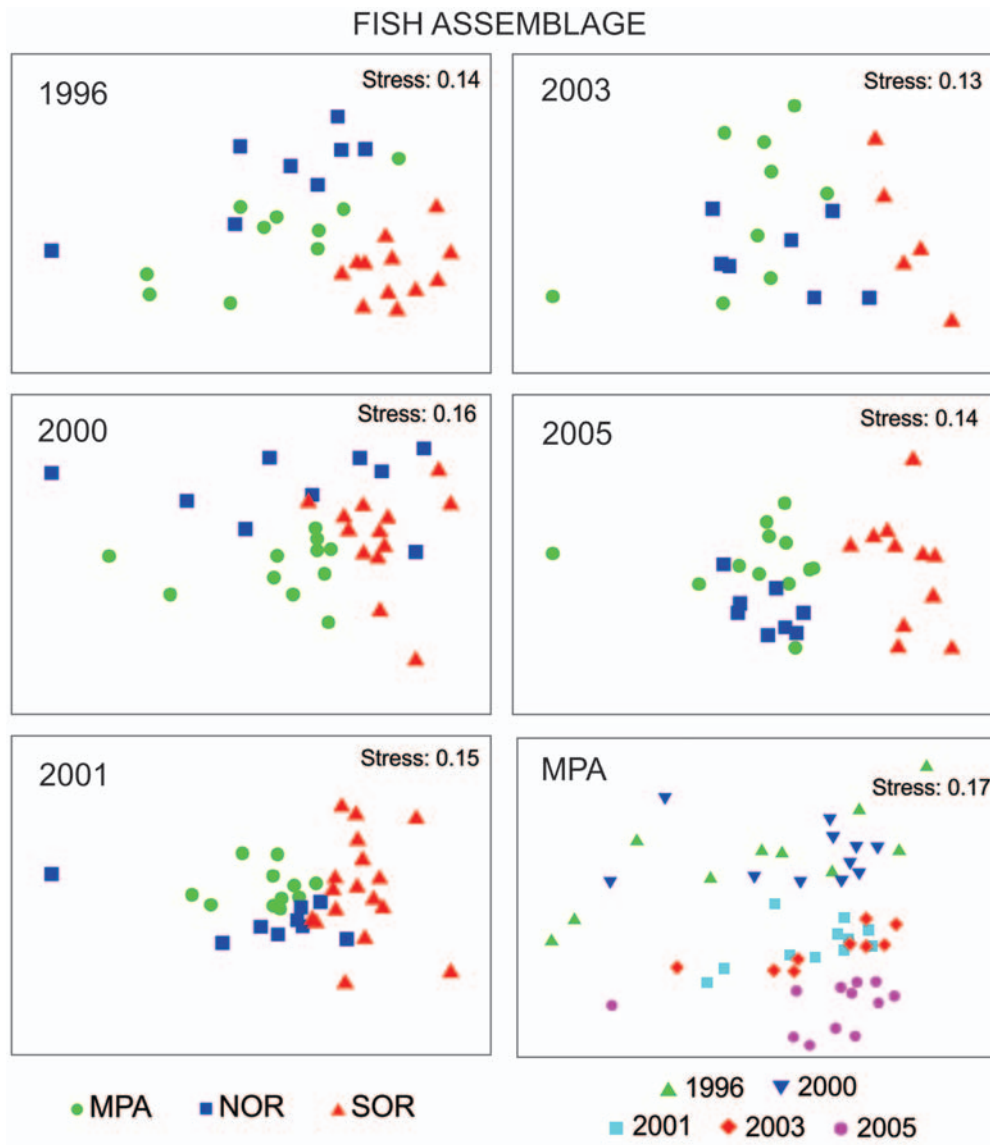 FISH ASSEMBLAGE
1996
Stress: 0.14
2003
Stress: 0.13
2000
Stress: 0.16
2005
Stress: 0.14
2001
Stress: 0.15
MPA
Stress: 0.17
MPA NOR SOR
1996 2000
2001 2003 2005